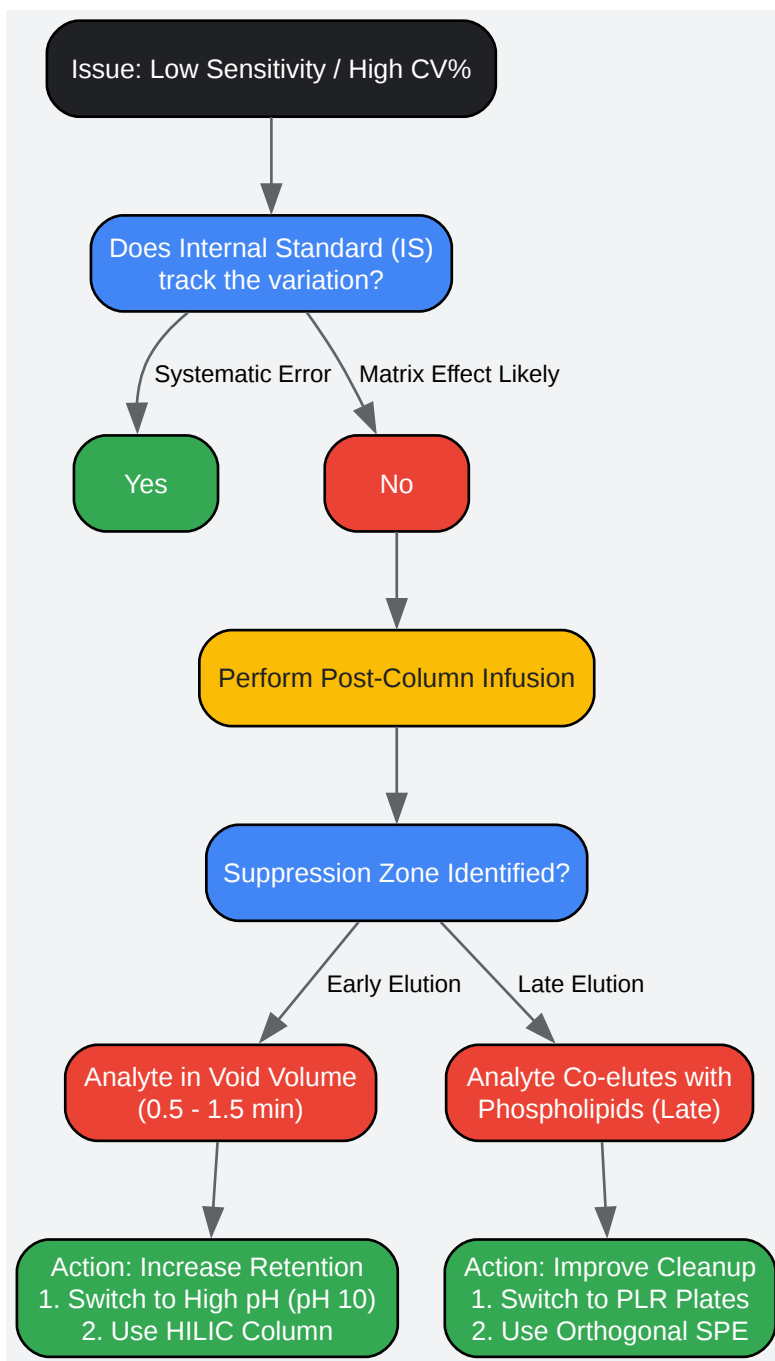 Issue: Low Sensitivity / High CV%
Does Internal Standard (IS)
track the variation?
Systematic Error
Matrix Effect Likely
Yes
No
Perform Post-Column Infusion
Suppression Zone Identified?
Early Elution
Late Elution
Analyte in Void Volume
(0.5 - 1.5 min)
Analyte Co-elutes with
Phospholipids (Late)
Action: Increase Retention
1. Switch to High pH (pH 10)
2. Use HILIC Column
Action: Improve Cleanup
1. Switch to PLR Plates
2. Use Orthogonal SPE